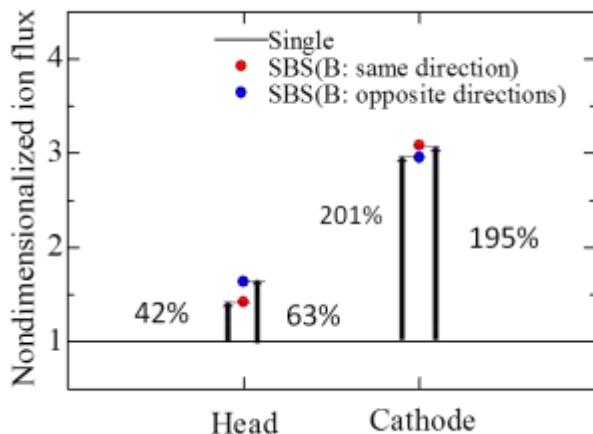 Nondimensionalized ion flux
4
3
2
1
Single
SBS(B: same direction)
SBS(B: opposite directions)
42%
63%
201%
195%
Head
Cathode